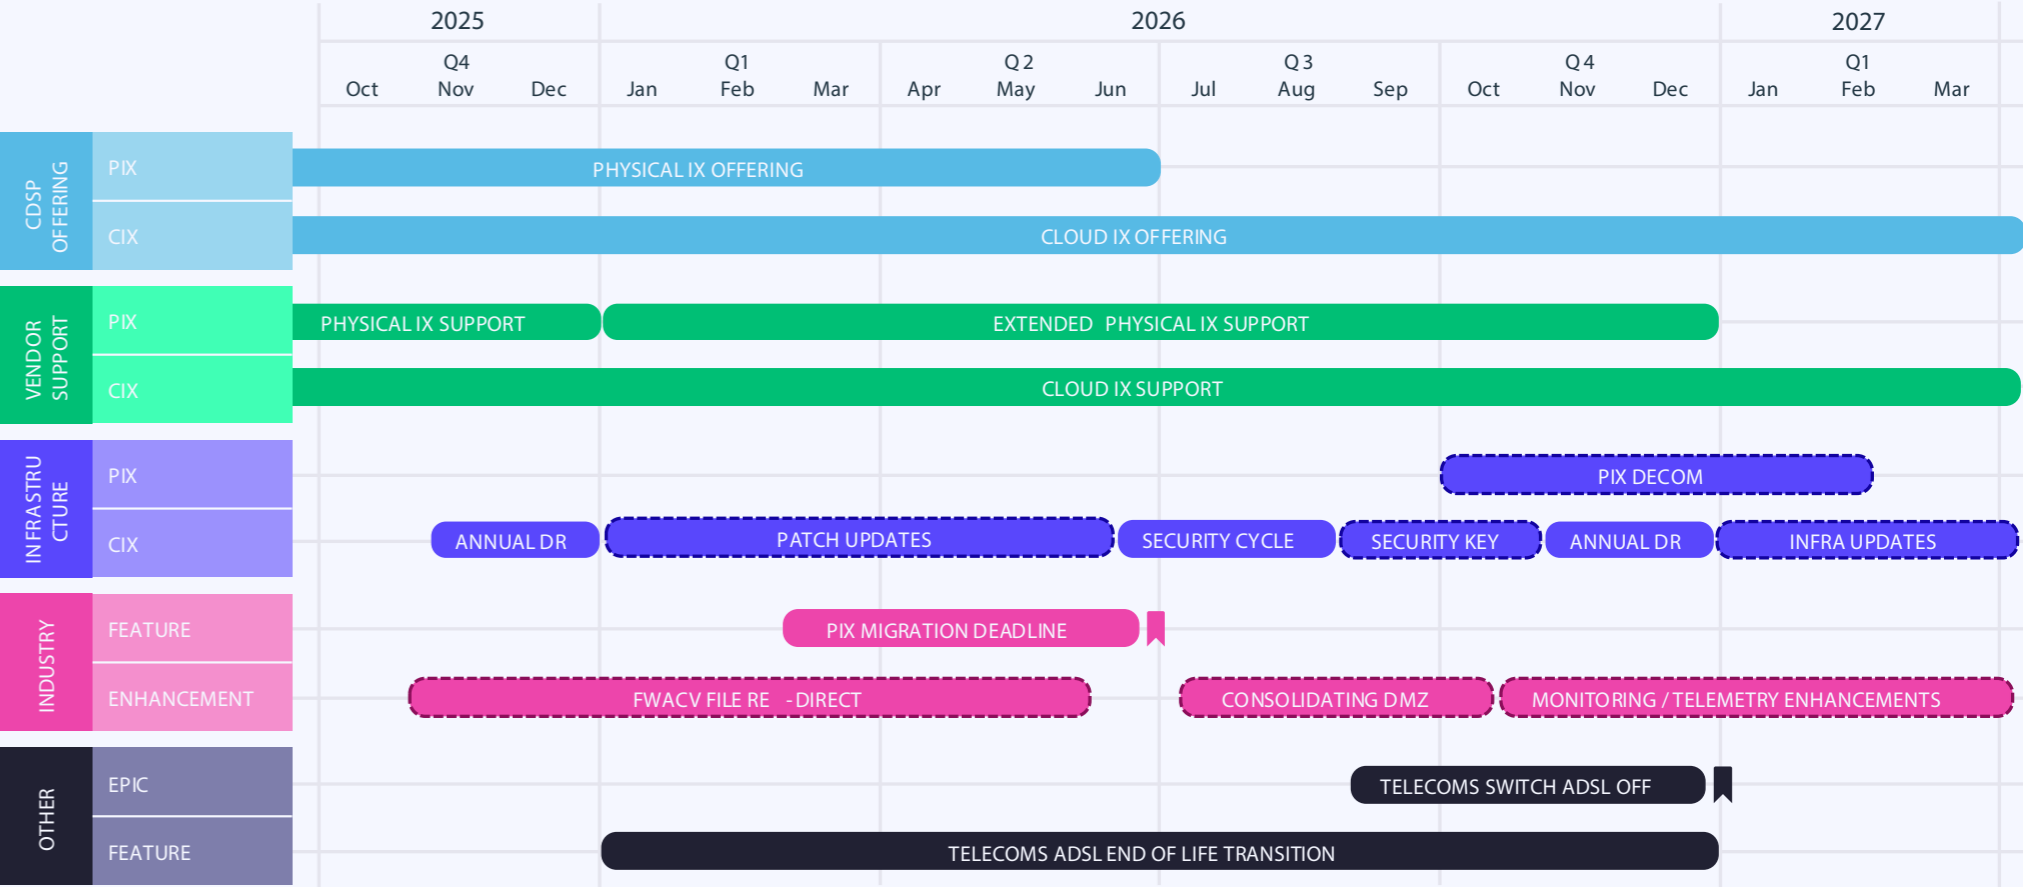 2025
2026
2027
Q4
Q1
Q 2
Q 3
Q 4
Q1
Oct Nov Dec Jan Feb Mar Apr May Jun Jul Aug Sep Oct Nov Dec Jan Feb Mar
CDSP
OFFERING
PIX
PHYSICAL IX OFFERING
CIX
CLOUD IX OFFERING
VENDOR
SUPPORT
PIX
PHYSICAL IX SUPPORT
EXTENDED PHYSICAL IX SUPPORT
CIX
CLOUD IX SUPPORT
INFRASTRU
CTURE
PIX
PIX DECOM
CIX
ANNUAL DR
PATCH UPDATES
SECURITY CYCLE
SECURITY KEY
ANNUAL DR
INFRA UPDATES
INDUSTRY
FEATURE
PIX MIGRATION DEADLINE
ENHANCEMENT
FWACV FILE RE -DIRECT
CONSOLIDATING DMZ
MONITORING / TELEMETRY ENHANCEMENTS
OTHER
EPIC
TELECOMS SWITCH ADSL OFF
FEATURE
TELECOMS ADSL END OF LIFE TRANSITION